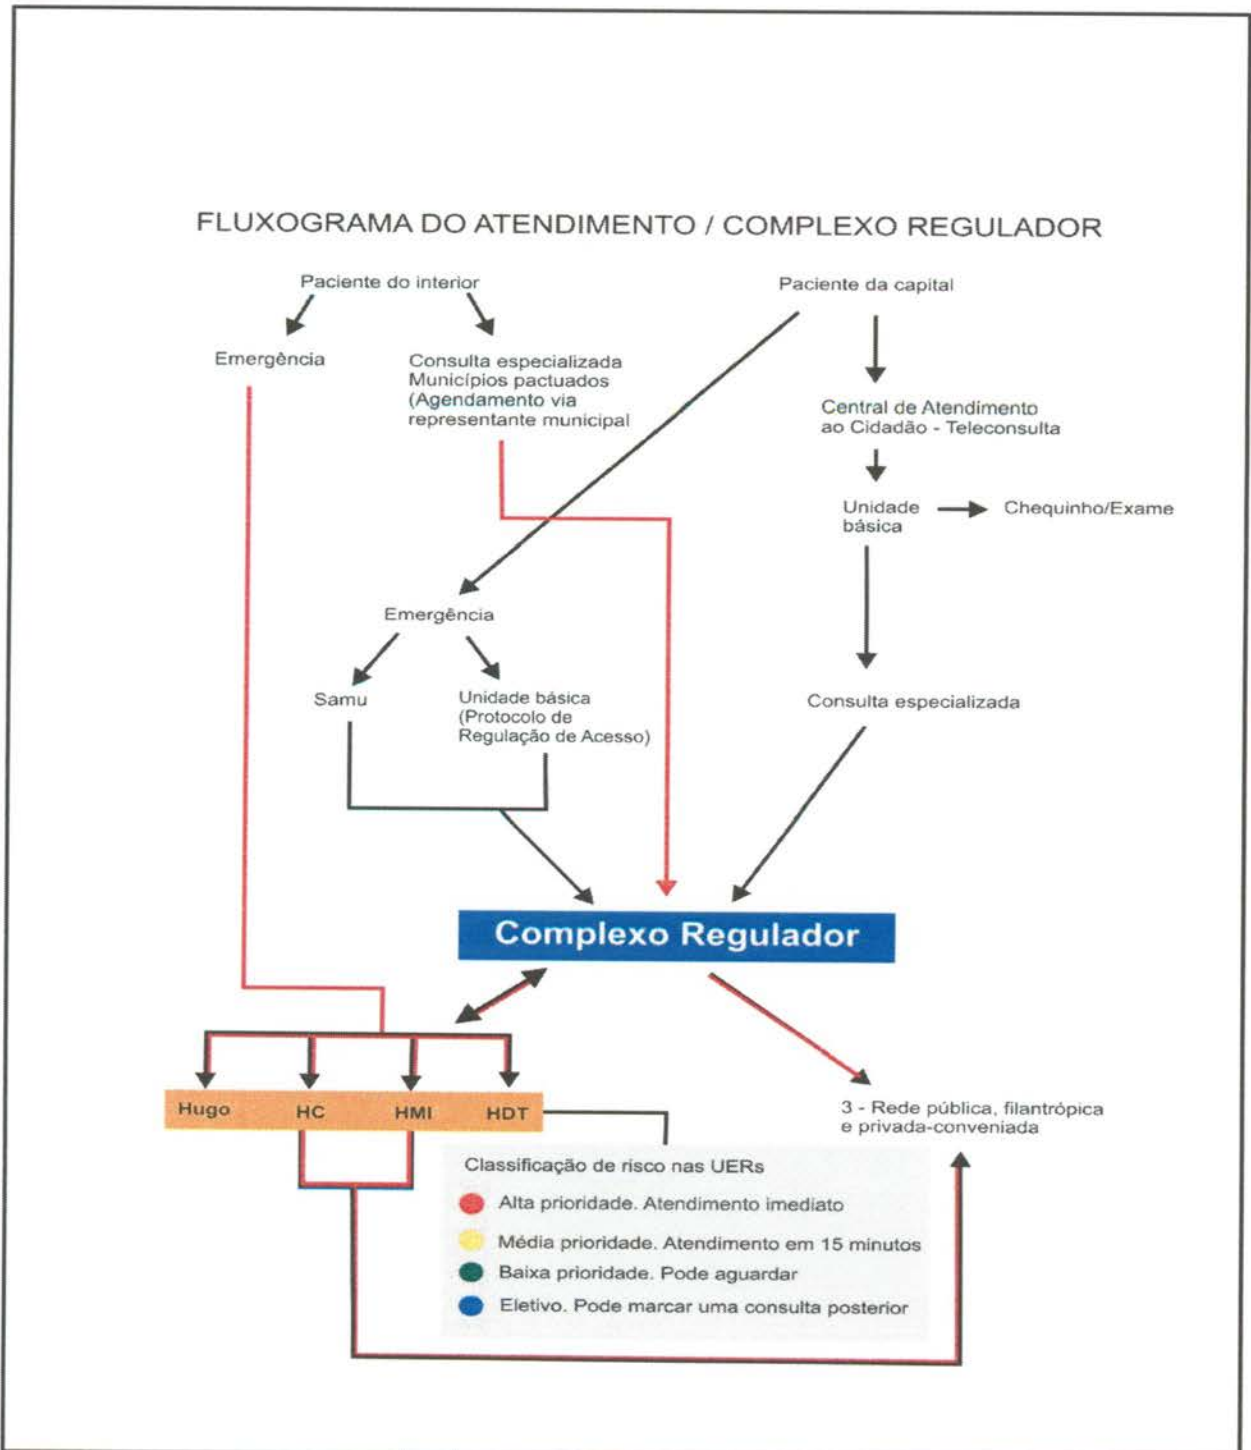 FLUXOGRAMA DO ATENDIMENTO / COMPLEXO REGULADOR
Paciente do interior
Paciente da capital
Emergência
Consulta especializada
Municípios pactuados
(Agendamento via
representante municipal
Central de Atendimento
ao Cidadão - Teleconsulta
Unidade
básica
Chequinho/Exame
Emergência
Samu
Unidade básica
(Protocolo de
Regulação de Acesso)
Consulta especializada
Complexo Regulador
Hugo HC HMI HDT
3 - Rede pública, filantrópica
e privada-conveniada
Classificação de risco nas UERs
Alta prioridade. Atendimento imediato
Média prioridade. Atendimento em 15 minutos
Baixa prioridade. Pode aguardar
Eletivo. Pode marcar uma consulta posterior